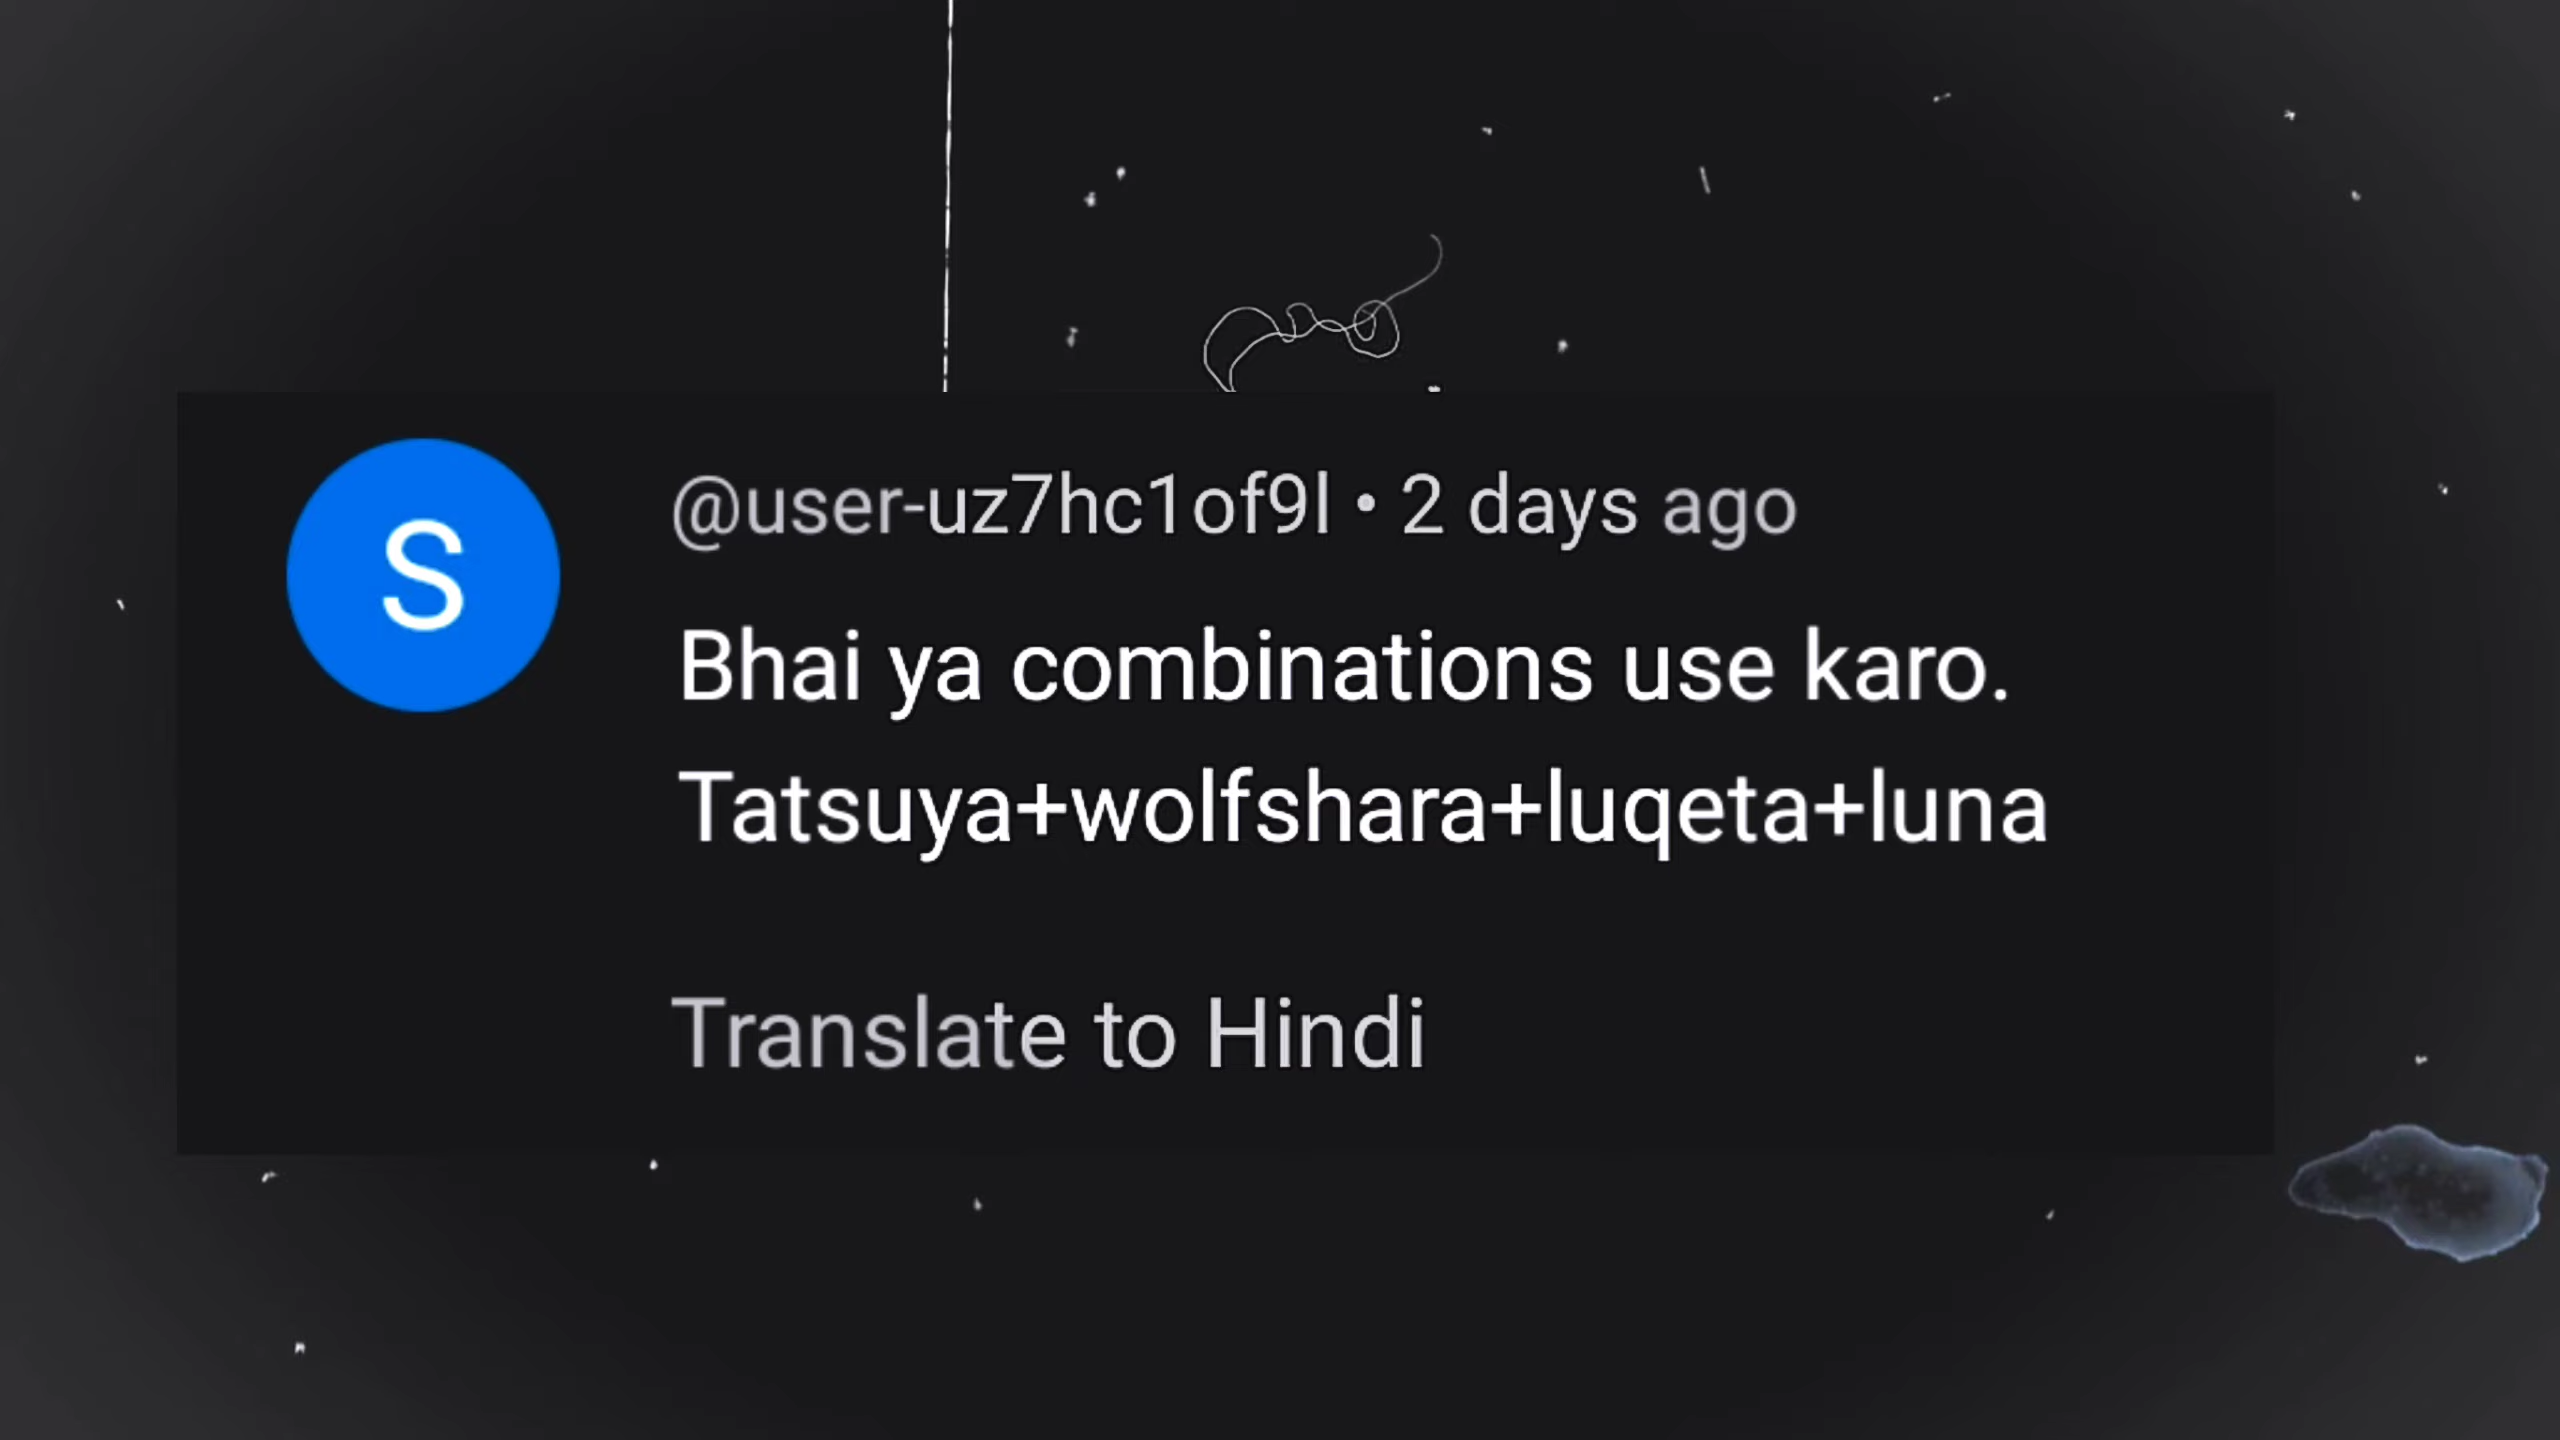 S
@user-uz7hc1of9l • 2 days ago
Bhai ya combinations use karo.
Tatsuya+wolfshara+luqeta+luna
Translate to Hindi